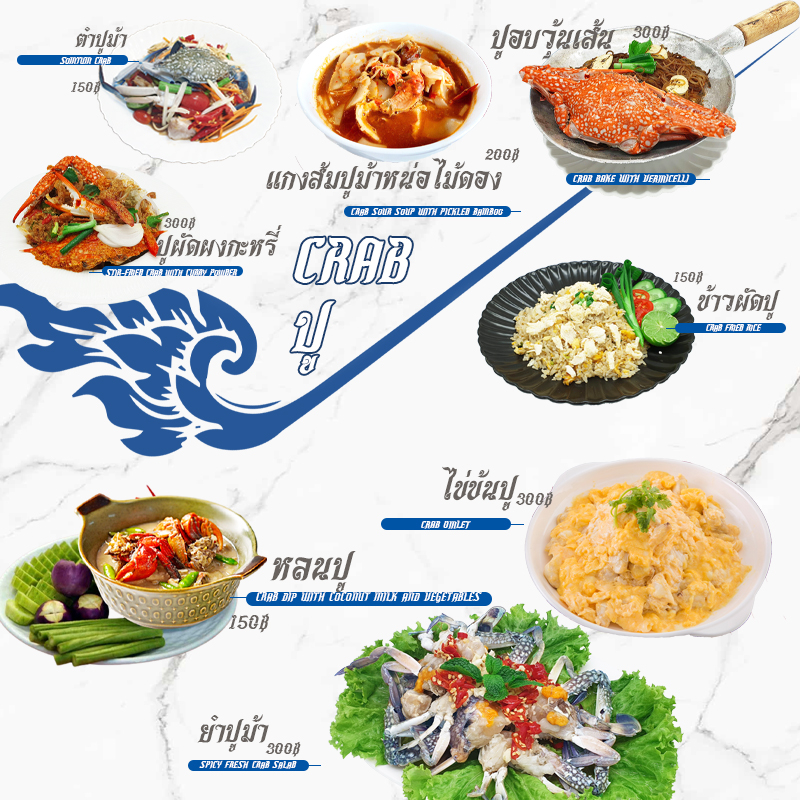 ตำปูม้า
SOMTUM CRAB
150฿
ปูอบวุ้นเส้น
300฿
CRAB BAKE WITH VERMICELLI
200฿
แกงส้มปูม้าหน่อไม้ดอง
CRAB SOUR SOUP WITH PICKLED BAMBOO
300฿
ปูผัดผงกะหรี่
STIR-FRIED CRAB WITH CURRY POWDER
CRAB
ปู
150฿
ข้าวผัดปู
CRAB FRIED RICE
ไข่ข้นปู
300฿
CRAB OMLET
หลนปู
CRAB DIP WITH COCONUT MILK AND VEGETABLES
150฿
ยำปูม้า
300฿
SPICY FRESH CRAB SALAD